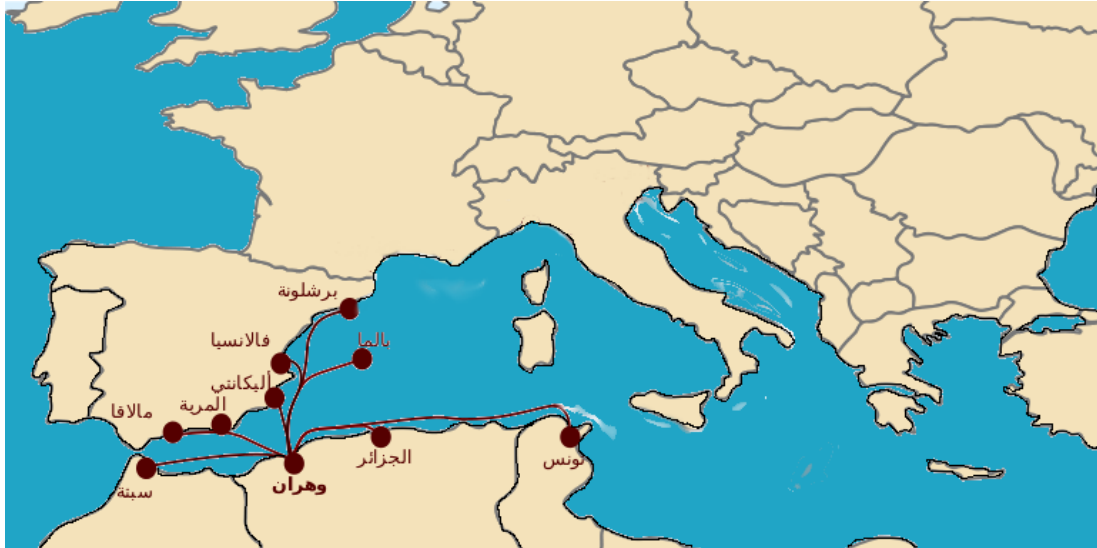 برشلونة
فالانسيا
بالما
أليكانتي
المرية
مالاقا
الجزائر
تونس
وهران
سبتة